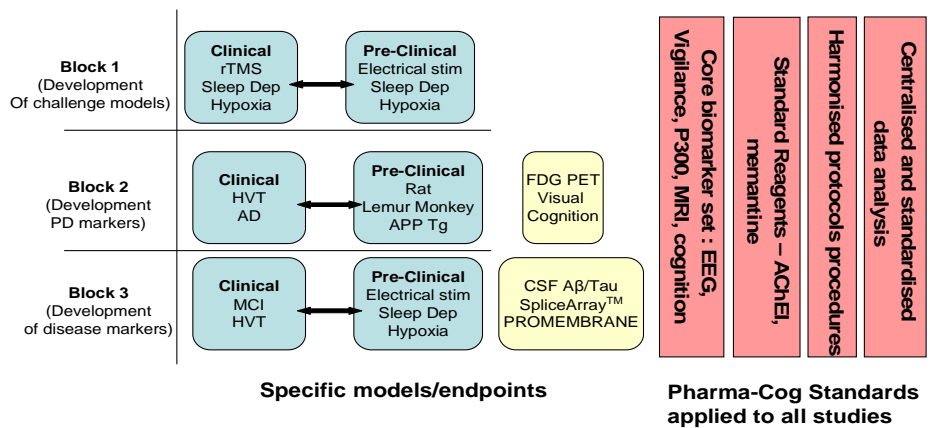 Block 1
(Development
Of challenge models)
Clinical
rTMS
Sleep Dep
Hypoxia
Pre-Clinical
Electrical stim
Sleep Dep
Hypoxia
Block 2
(Development
PD markers)
Clinical
HVT
AD
Pre-Clinical
Rat
Lemur Monkey
APP Tg
FDG PET
Visual
Cognition
Block 3
(Development
of disease markers)
Clinical
MCI
HVT
Pre-Clinical
Electrical stim
Sleep Dep
Hypoxia
CSF Aβ/Tau
SpliceArray™
PROMEMBRANE
Specific models/endpoints
Core biomarker set : EEG,
Vigilance, P300, MRI, cognition
Standard Reagents – AChEI,
memantine
Harmonised protocols procedures
Centralised and standardised
data analysis
Pharma-Cog Standards
applied to all studies